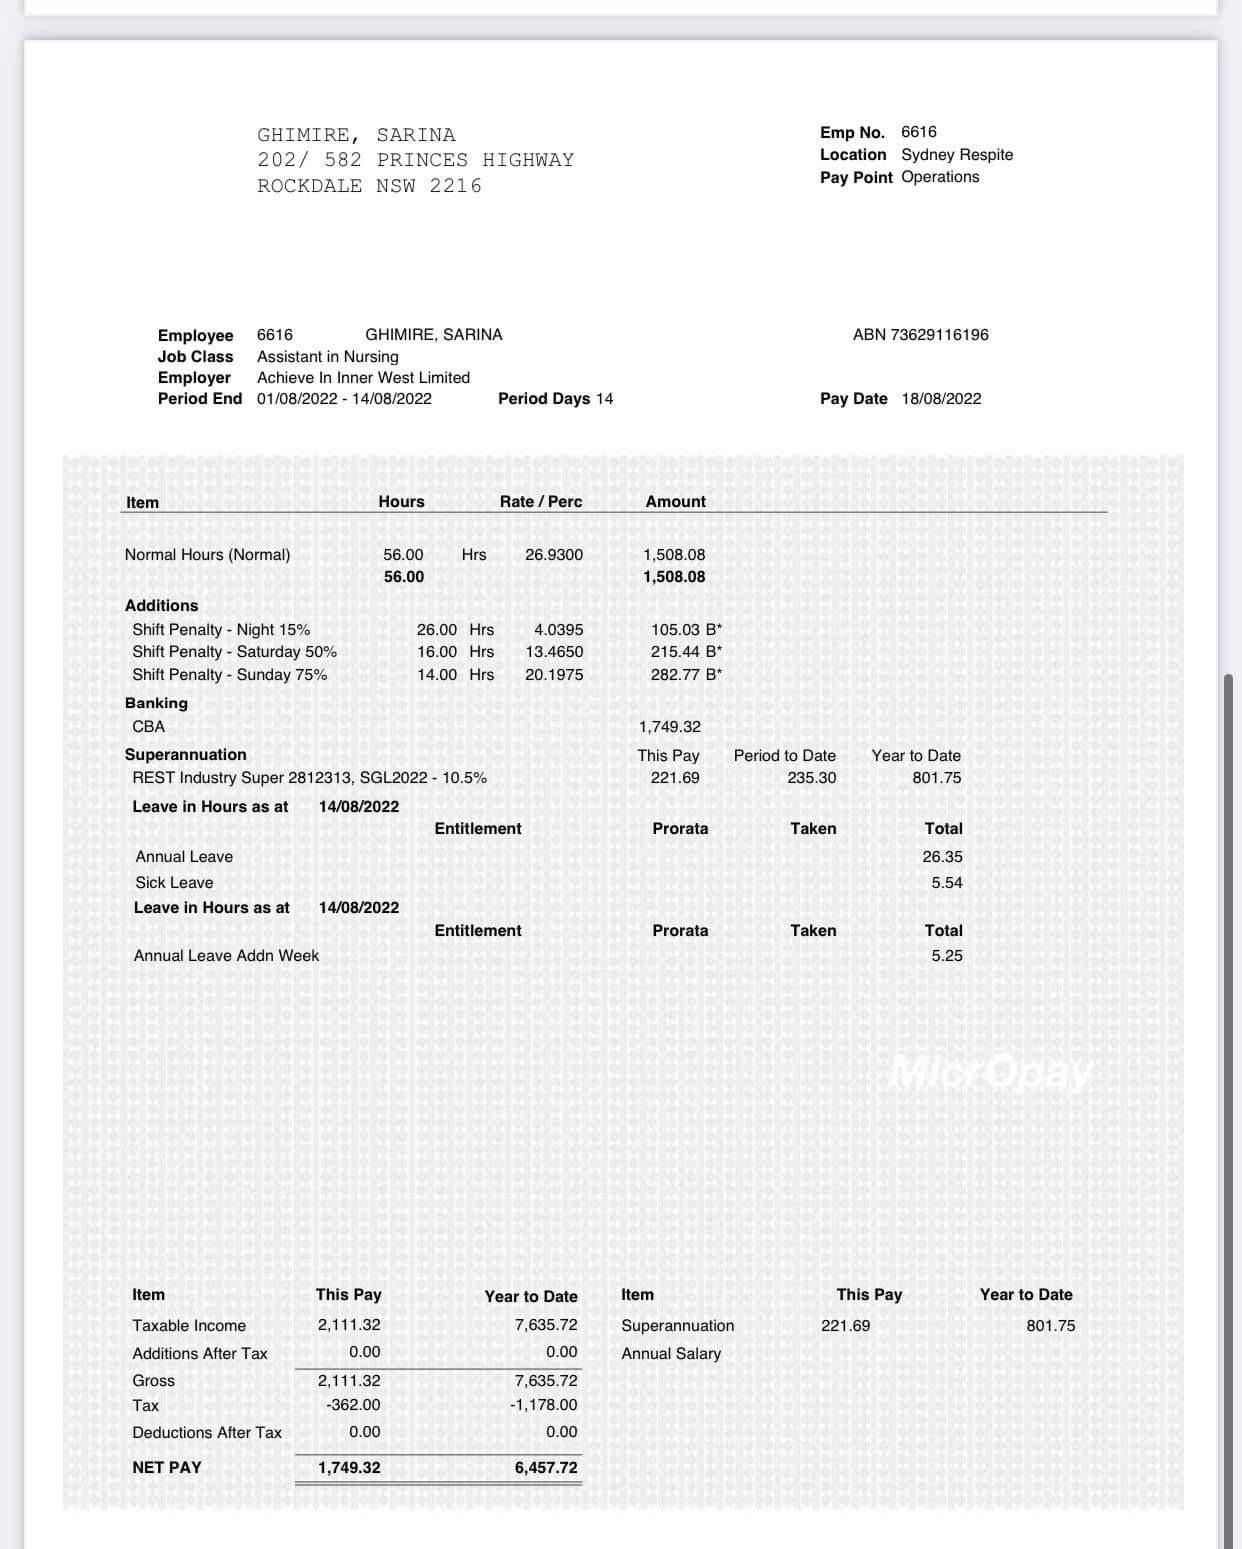 GHIMIRE, SARINA
202/ 582 PRINCES HIGHWAY
ROCKDALE NSW 2216
Emp No. 6616
Location Sydney Respite
Pay Point Operations
Employee 6616 GHIMIRE, SARINA ABN 73629116196
Job Class Assistant in Nursing
Employer Achieve In Inner West Limited
Period End 01/08/2022 - 14/08/2022 Period Days 14 Pay Date 18/08/2022
Item Hours Rate / Perc Amount
Normal Hours (Normal) 56.00 Hrs 26.9300 1,508.08
56.00 1,508.08
Additions
Shift Penalty - Night 15% 26.00 Hrs 4.0395 105.03 B*
Shift Penalty - Saturday 50% 16.00 Hrs 13.4650 215.44 B*
Shift Penalty - Sunday 75% 14.00 Hrs 20.1975 282.77 B*
Banking
CBA 1,749.32
Superannuation This Pay Period to Date Year to Date
REST Industry Super 2812313, SGL2022 - 10.5% 221.69 235.30 801.75
Leave in Hours as at 14/08/2022
Entitlement Prorata Taken Total
Annual Leave 26.35
Sick Leave 5.54
Leave in Hours as at 14/08/2022
Entitlement Prorata Taken Total
Annual Leave Addn Week 5.25
MicrOpay
Item This Pay Year to Date
Taxable Income 2,111.32 7,635.72
Additions After Tax 0.00 0.00
Gross 2,111.32 7,635.72
Tax -362.00 -1,178.00
Deductions After Tax 0.00 0.00
NET PAY 1,749.32 6,457.72
Item This Pay Year to Date
Superannuation 221.69 801.75
Annual Salary